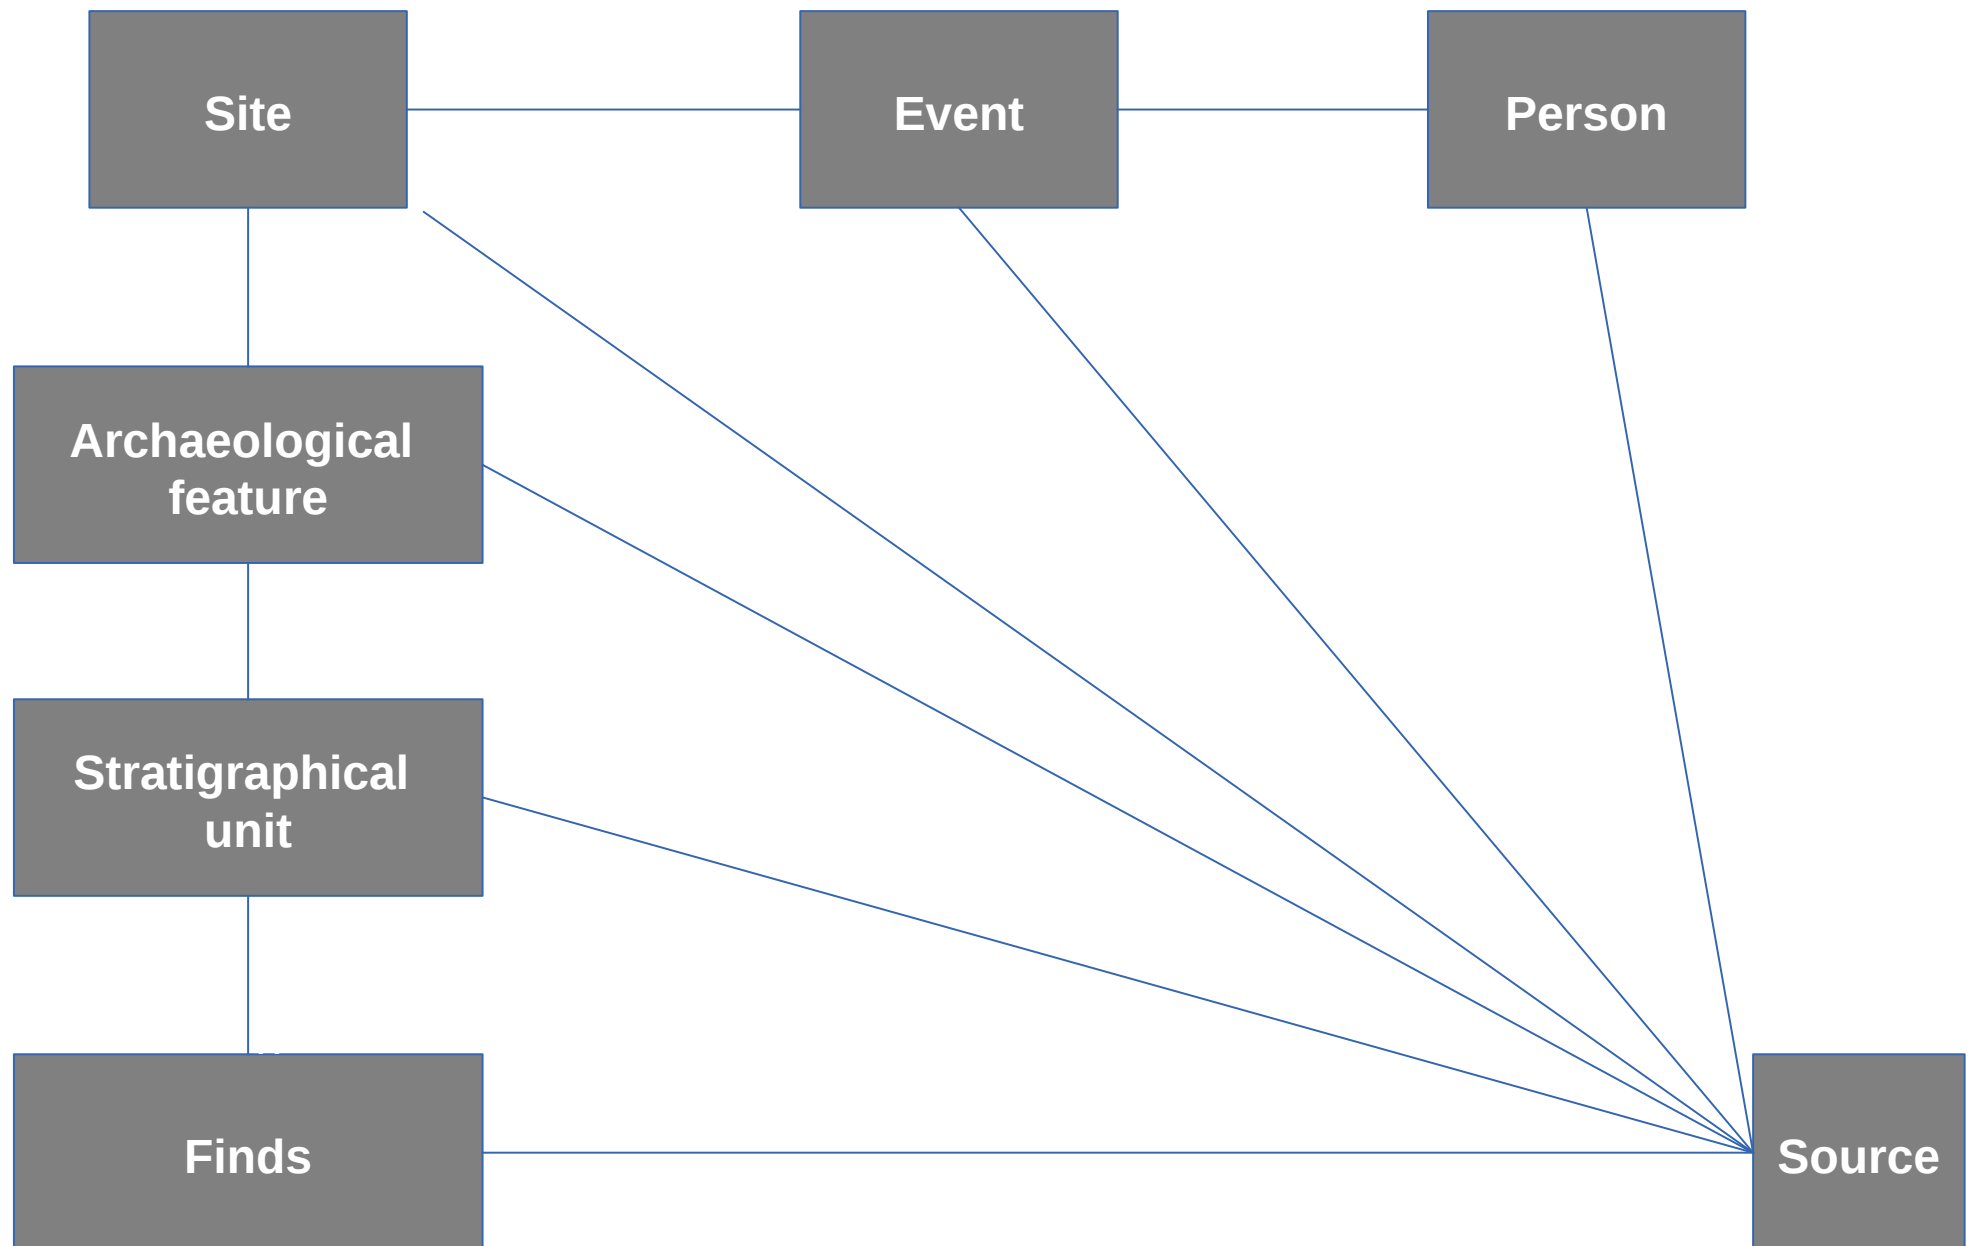 Site
Event
Person
Archaeological
feature
Stratigraphical
unit
Finds
Source